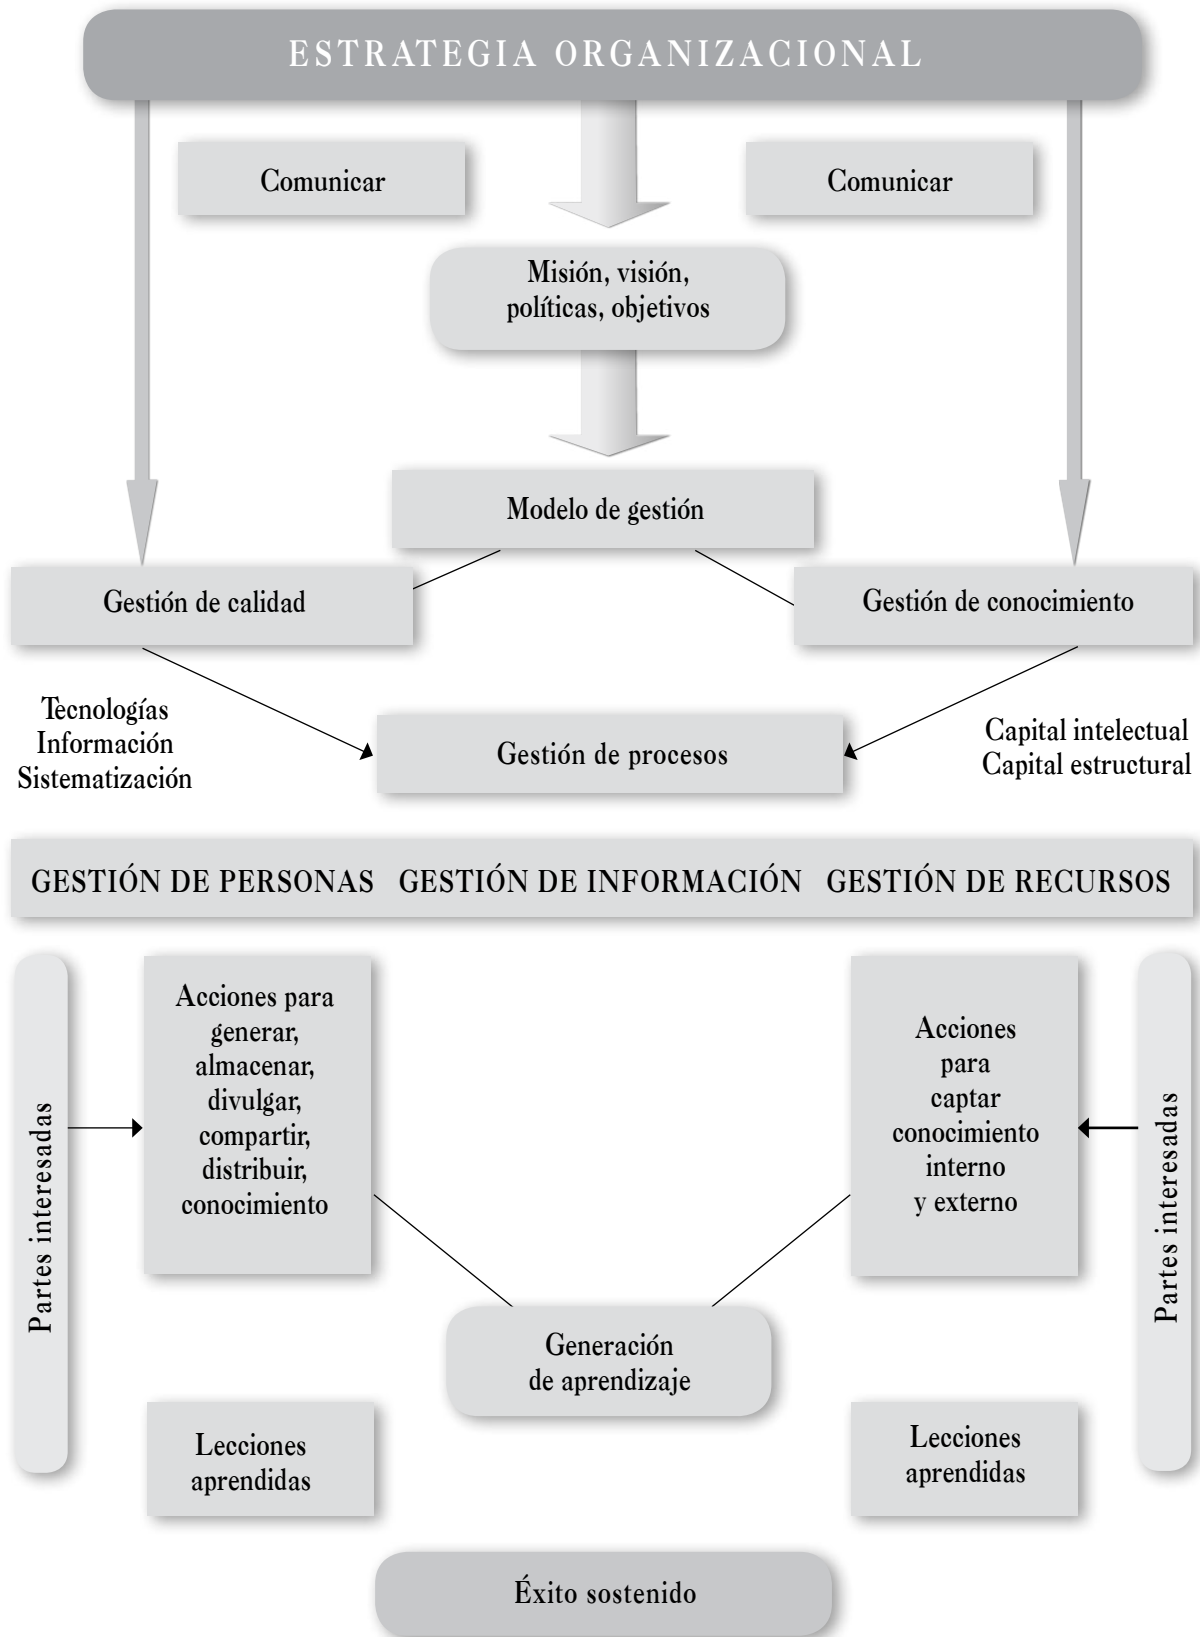 ESTRATEGIA ORGANIZACIONAL
Comunicar
Comunicar
Misión, visión,
políticas, objetivos
Modelo de gestión
Gestión de calidad
Gestión de conocimiento
Tecnologías
Información
Sistematización
Gestión de procesos
Capital intelectual
Capital estructural
GESTIÓN DE PERSONAS GESTIÓN DE INFORMACIÓN GESTIÓN DE RECURSOS
Partes interesadas
Acciones para
generar,
almacenar,
divulgar,
compartir,
distribuir,
conocimiento
Acciones
para
captar
conocimiento
interno
y externo
Partes interesadas
Generación
de aprendizaje
Lecciones
aprendidas
Lecciones
aprendidas
Éxito sostenido